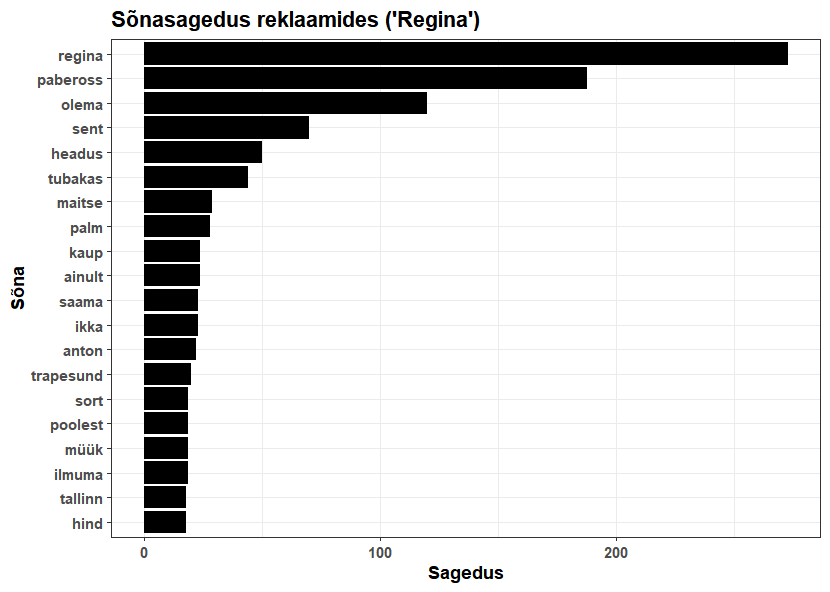 Sõnasagedus reklaamides ('Regina')
Sõna
regina
pabeross
olema
sent
headus
tubakas
maitse
palm
kaup
ainult
saama
ikka
anton
trapesund
sort
poolest
müük
ilmuma
tallinn
hind
0 100 200
Sagedus